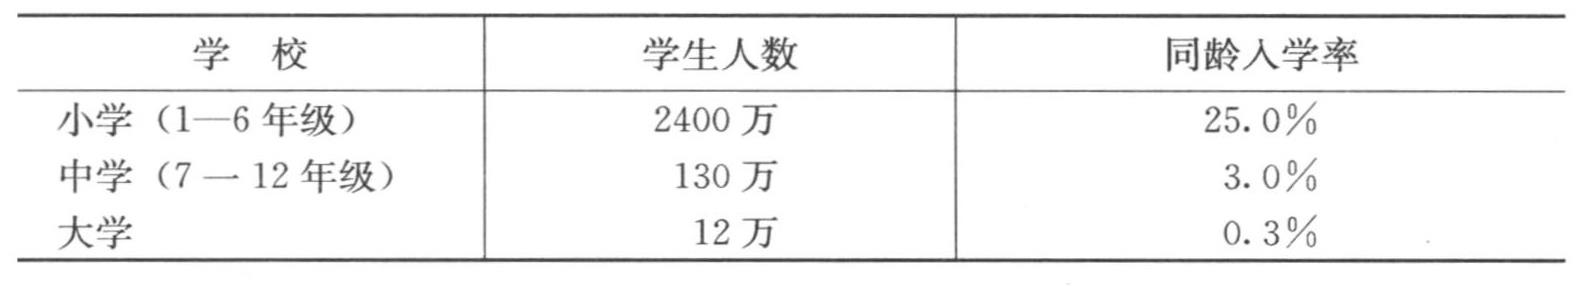 学 校 学生人数 同龄入学率
小学（1—6 年级） 2400 万 25.0%
中学（7 — 12 年级） 130 万 3.0%
大学 12 万 0.3%